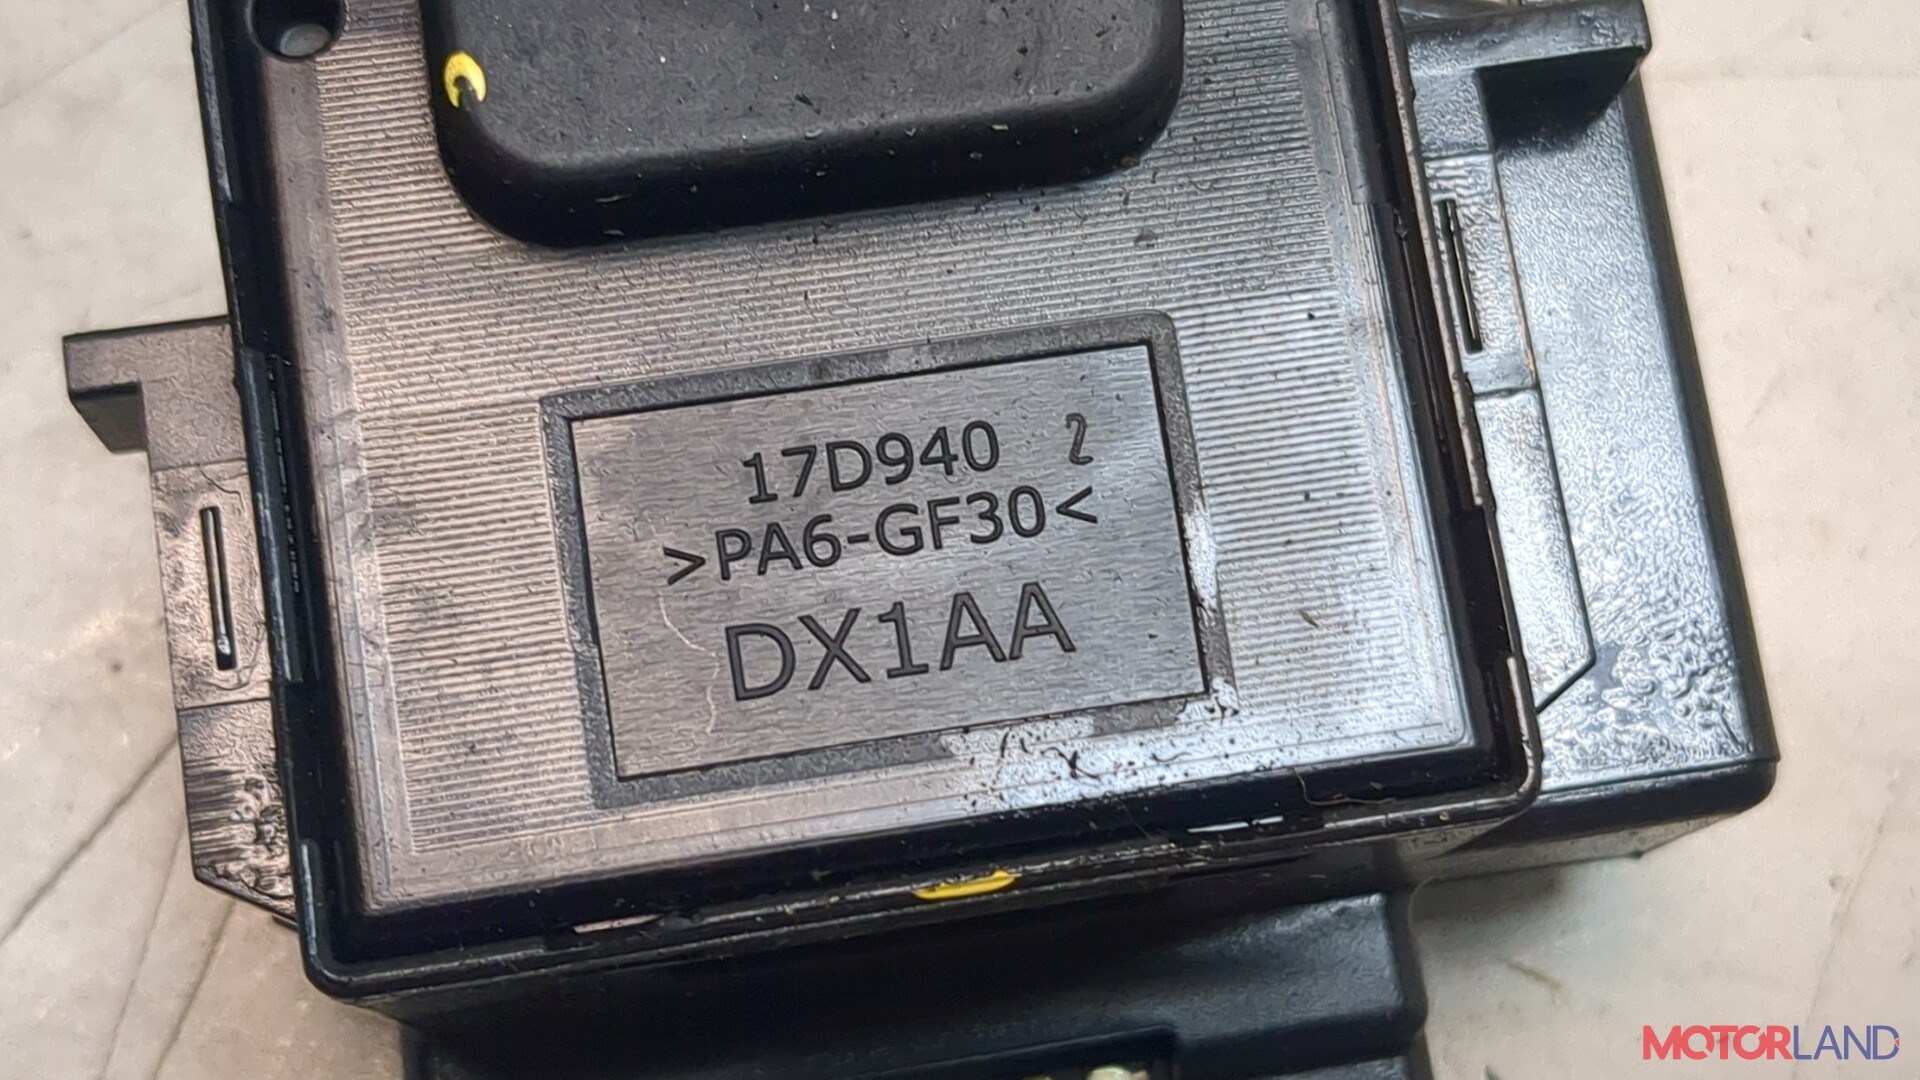 17D940 2
>PA6-GF30<
DX1AA
MOTORLAND